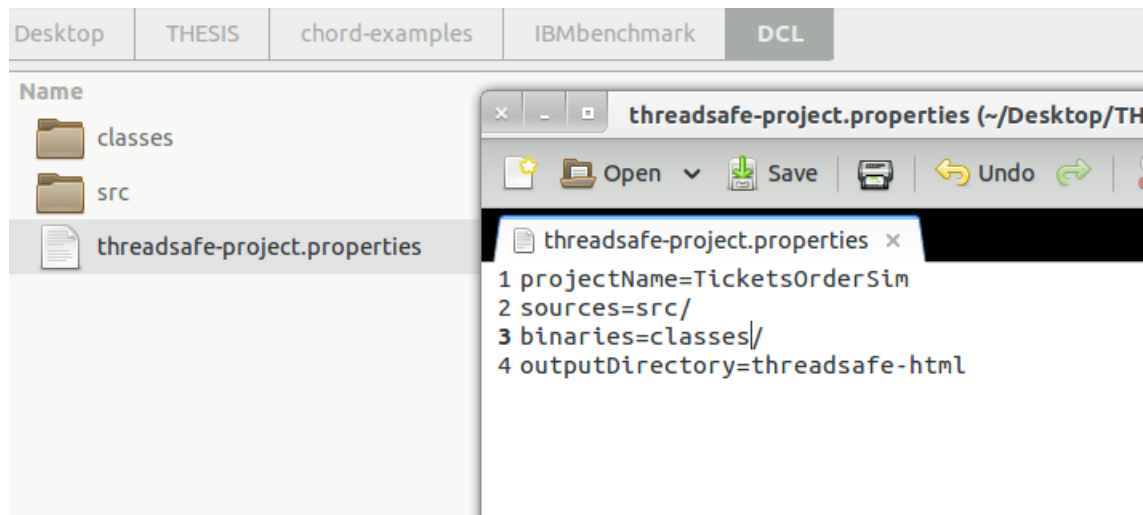 Desktop THESIS chord-examples IBMbenchmark DCL
Name
classes
src
threadsafe-project.properties
threadsafe-project.properties (~/Desktop/TH
Open Save Undo
threadsafe-project.properties ×
1 projectName=TicketsOrderSim
2 sources=src/
3 binaries=classes/
4 outputDirectory=threadsafe-html